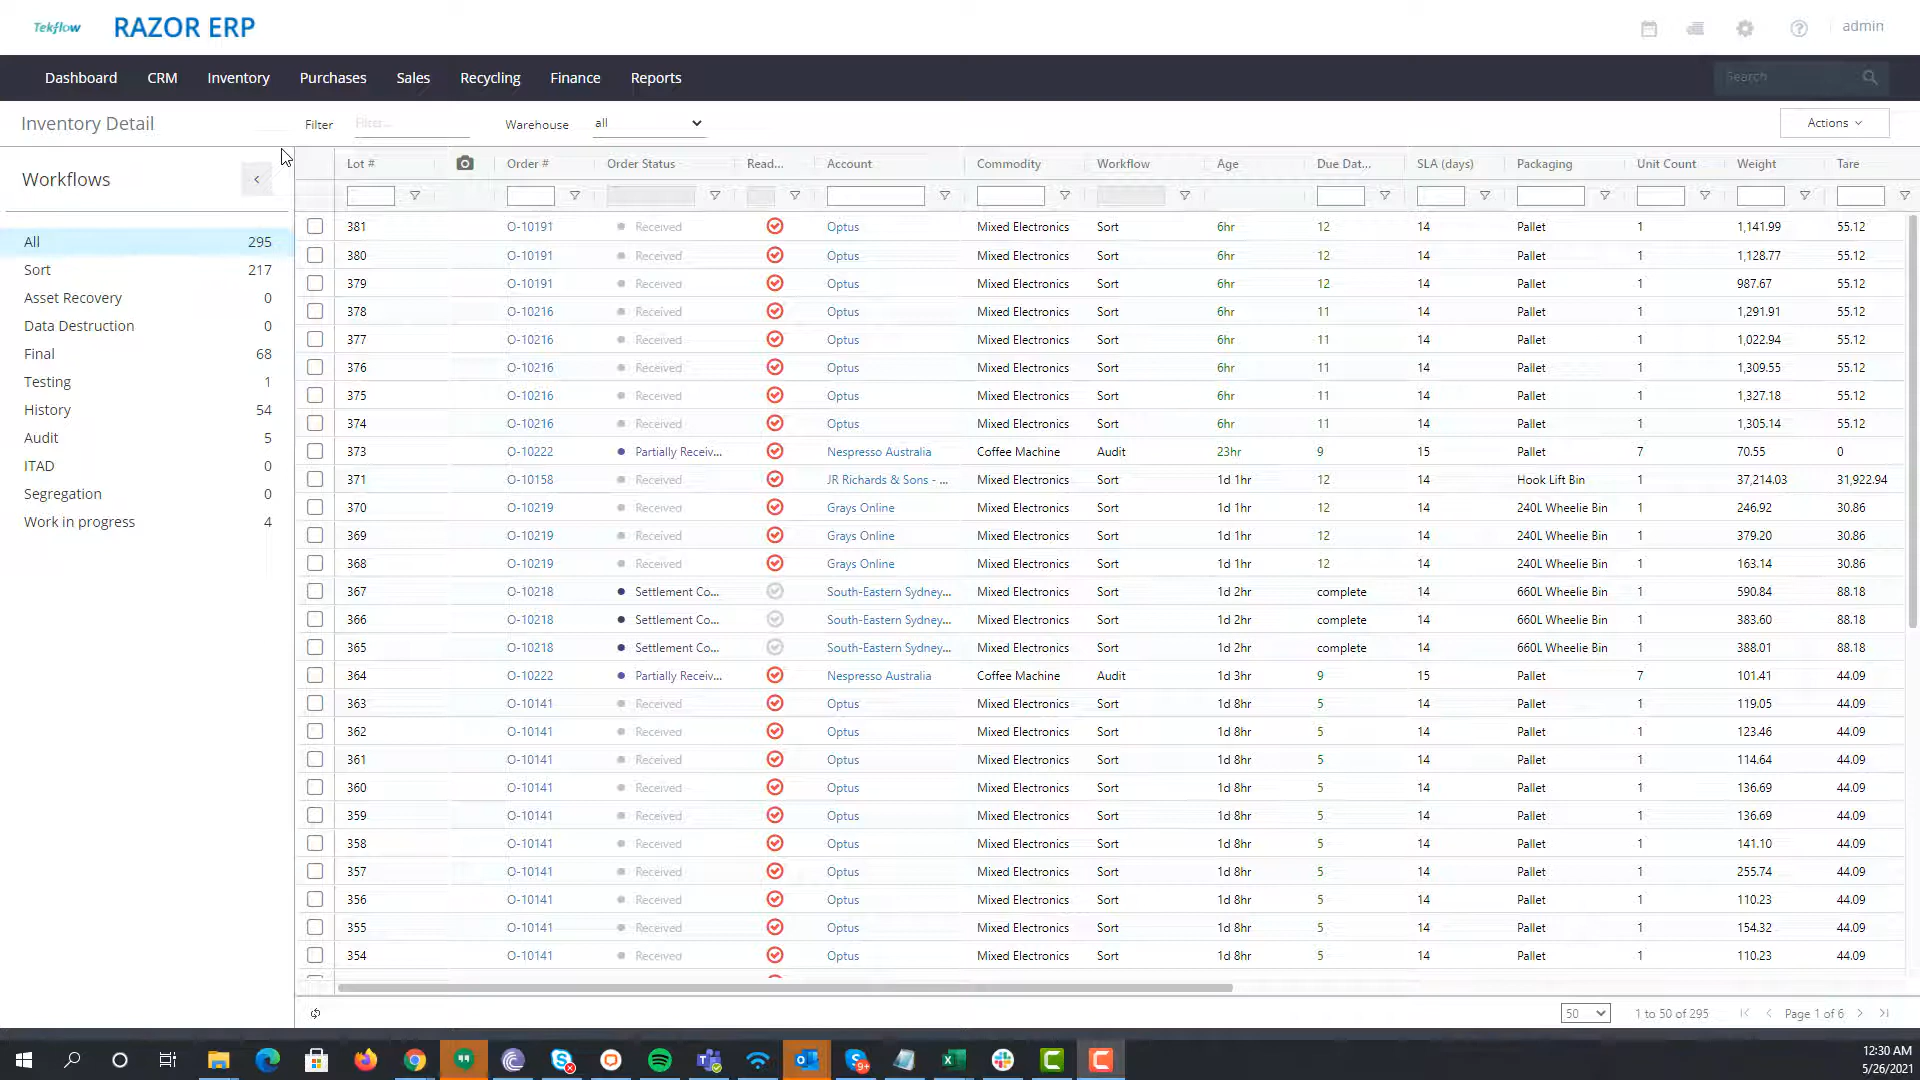 Tekflow RAZOR ERP admin
Dashboard CRM Inventory Purchases Sales Recycling Finance Reports Search
Inventory Detail Filter Filter... Warehouse all Actions
Workflows
All 295
Sort 217
Asset Recovery 0
Data Destruction 0
Final 68
Testing 1
History 54
Audit 5
ITAD 0
Segregation 0
Work in progress 4
Lot # Order # Order Status Read... Account Commodity Workflow Age Due Dat... SLA (days) Packaging Unit Count Weight Tare
381 O-10191 Received Optus Mixed Electronics Sort 6hr 12 14 Pallet 1 1,141.99 55.12
380 O-10191 Received Optus Mixed Electronics Sort 6hr 12 14 Pallet 1 1,128.77 55.12
379 O-10191 Received Optus Mixed Electronics Sort 6hr 12 14 Pallet 1 987.67 55.12
378 O-10216 Received Optus Mixed Electronics Sort 6hr 11 14 Pallet 1 1,291.91 55.12
377 O-10216 Received Optus Mixed Electronics Sort 6hr 11 14 Pallet 1 1,022.94 55.12
376 O-10216 Received Optus Mixed Electronics Sort 6hr 11 14 Pallet 1 1,309.55 55.12
375 O-10216 Received Optus Mixed Electronics Sort 6hr 11 14 Pallet 1 1,327.18 55.12
374 O-10216 Received Optus Mixed Electronics Sort 6hr 11 14 Pallet 1 1,305.14 55.12
373 O-10222 Partially Receiv... Nespresso Australia Coffee Machine Audit 23hr 9 15 Pallet 7 70.55 0
371 O-10158 Received JR Richards & Sons - ... Mixed Electronics Sort 1d 1hr 12 14 Hook Lift Bin 1 37,214.03 31,922.94
370 O-10219 Received Grays Online Mixed Electronics Sort 1d 1hr 12 14 240L Wheelie Bin 1 246.92 30.86
369 O-10219 Received Grays Online Mixed Electronics Sort 1d 1hr 12 14 240L Wheelie Bin 1 379.20 30.86
368 O-10219 Received Grays Online Mixed Electronics Sort 1d 1hr 12 14 240L Wheelie Bin 1 163.14 30.86
367 O-10218 Settlement Co... South-Eastern Sydney... Mixed Electronics Sort 1d 2hr complete 14 660L Wheelie Bin 1 590.84 88.18
366 O-10218 Settlement Co... South-Eastern Sydney... Mixed Electronics Sort 1d 2hr complete 14 660L Wheelie Bin 1 383.60 88.18
365 O-10218 Settlement Co... South-Eastern Sydney... Mixed Electronics Sort 1d 2hr complete 14 660L Wheelie Bin 1 388.01 88.18
364 O-10222 Partially Receiv... Nespresso Australia Coffee Machine Audit 1d 3hr 9 15 Pallet 7 101.41 44.09
363 O-10141 Received Optus Mixed Electronics Sort 1d 8hr 5 14 Pallet 1 119.05 44.09
362 O-10141 Received Optus Mixed Electronics Sort 1d 8hr 5 14 Pallet 1 123.46 44.09
361 O-10141 Received Optus Mixed Electronics Sort 1d 8hr 5 14 Pallet 1 114.64 44.09
360 O-10141 Received Optus Mixed Electronics Sort 1d 8hr 5 14 Pallet 1 136.69 44.09
359 O-10141 Received Optus Mixed Electronics Sort 1d 8hr 5 14 Pallet 1 136.69 44.09
358 O-10141 Received Optus Mixed Electronics Sort 1d 8hr 5 14 Pallet 1 141.10 44.09
357 O-10141 Received Optus Mixed Electronics Sort 1d 8hr 5 14 Pallet 1 255.74 44.09
356 O-10141 Received Optus Mixed Electronics Sort 1d 8hr 5 14 Pallet 1 110.23 44.09
355 O-10141 Received Optus Mixed Electronics Sort 1d 8hr 5 14 Pallet 1 154.32 44.09
354 O-10141 Received Optus Mixed Electronics Sort 1d 8hr 5 14 Pallet 1 110.23 44.09
50 1 to 50 of 295 Page 1 of 6
12:30 AM
5/26/2021